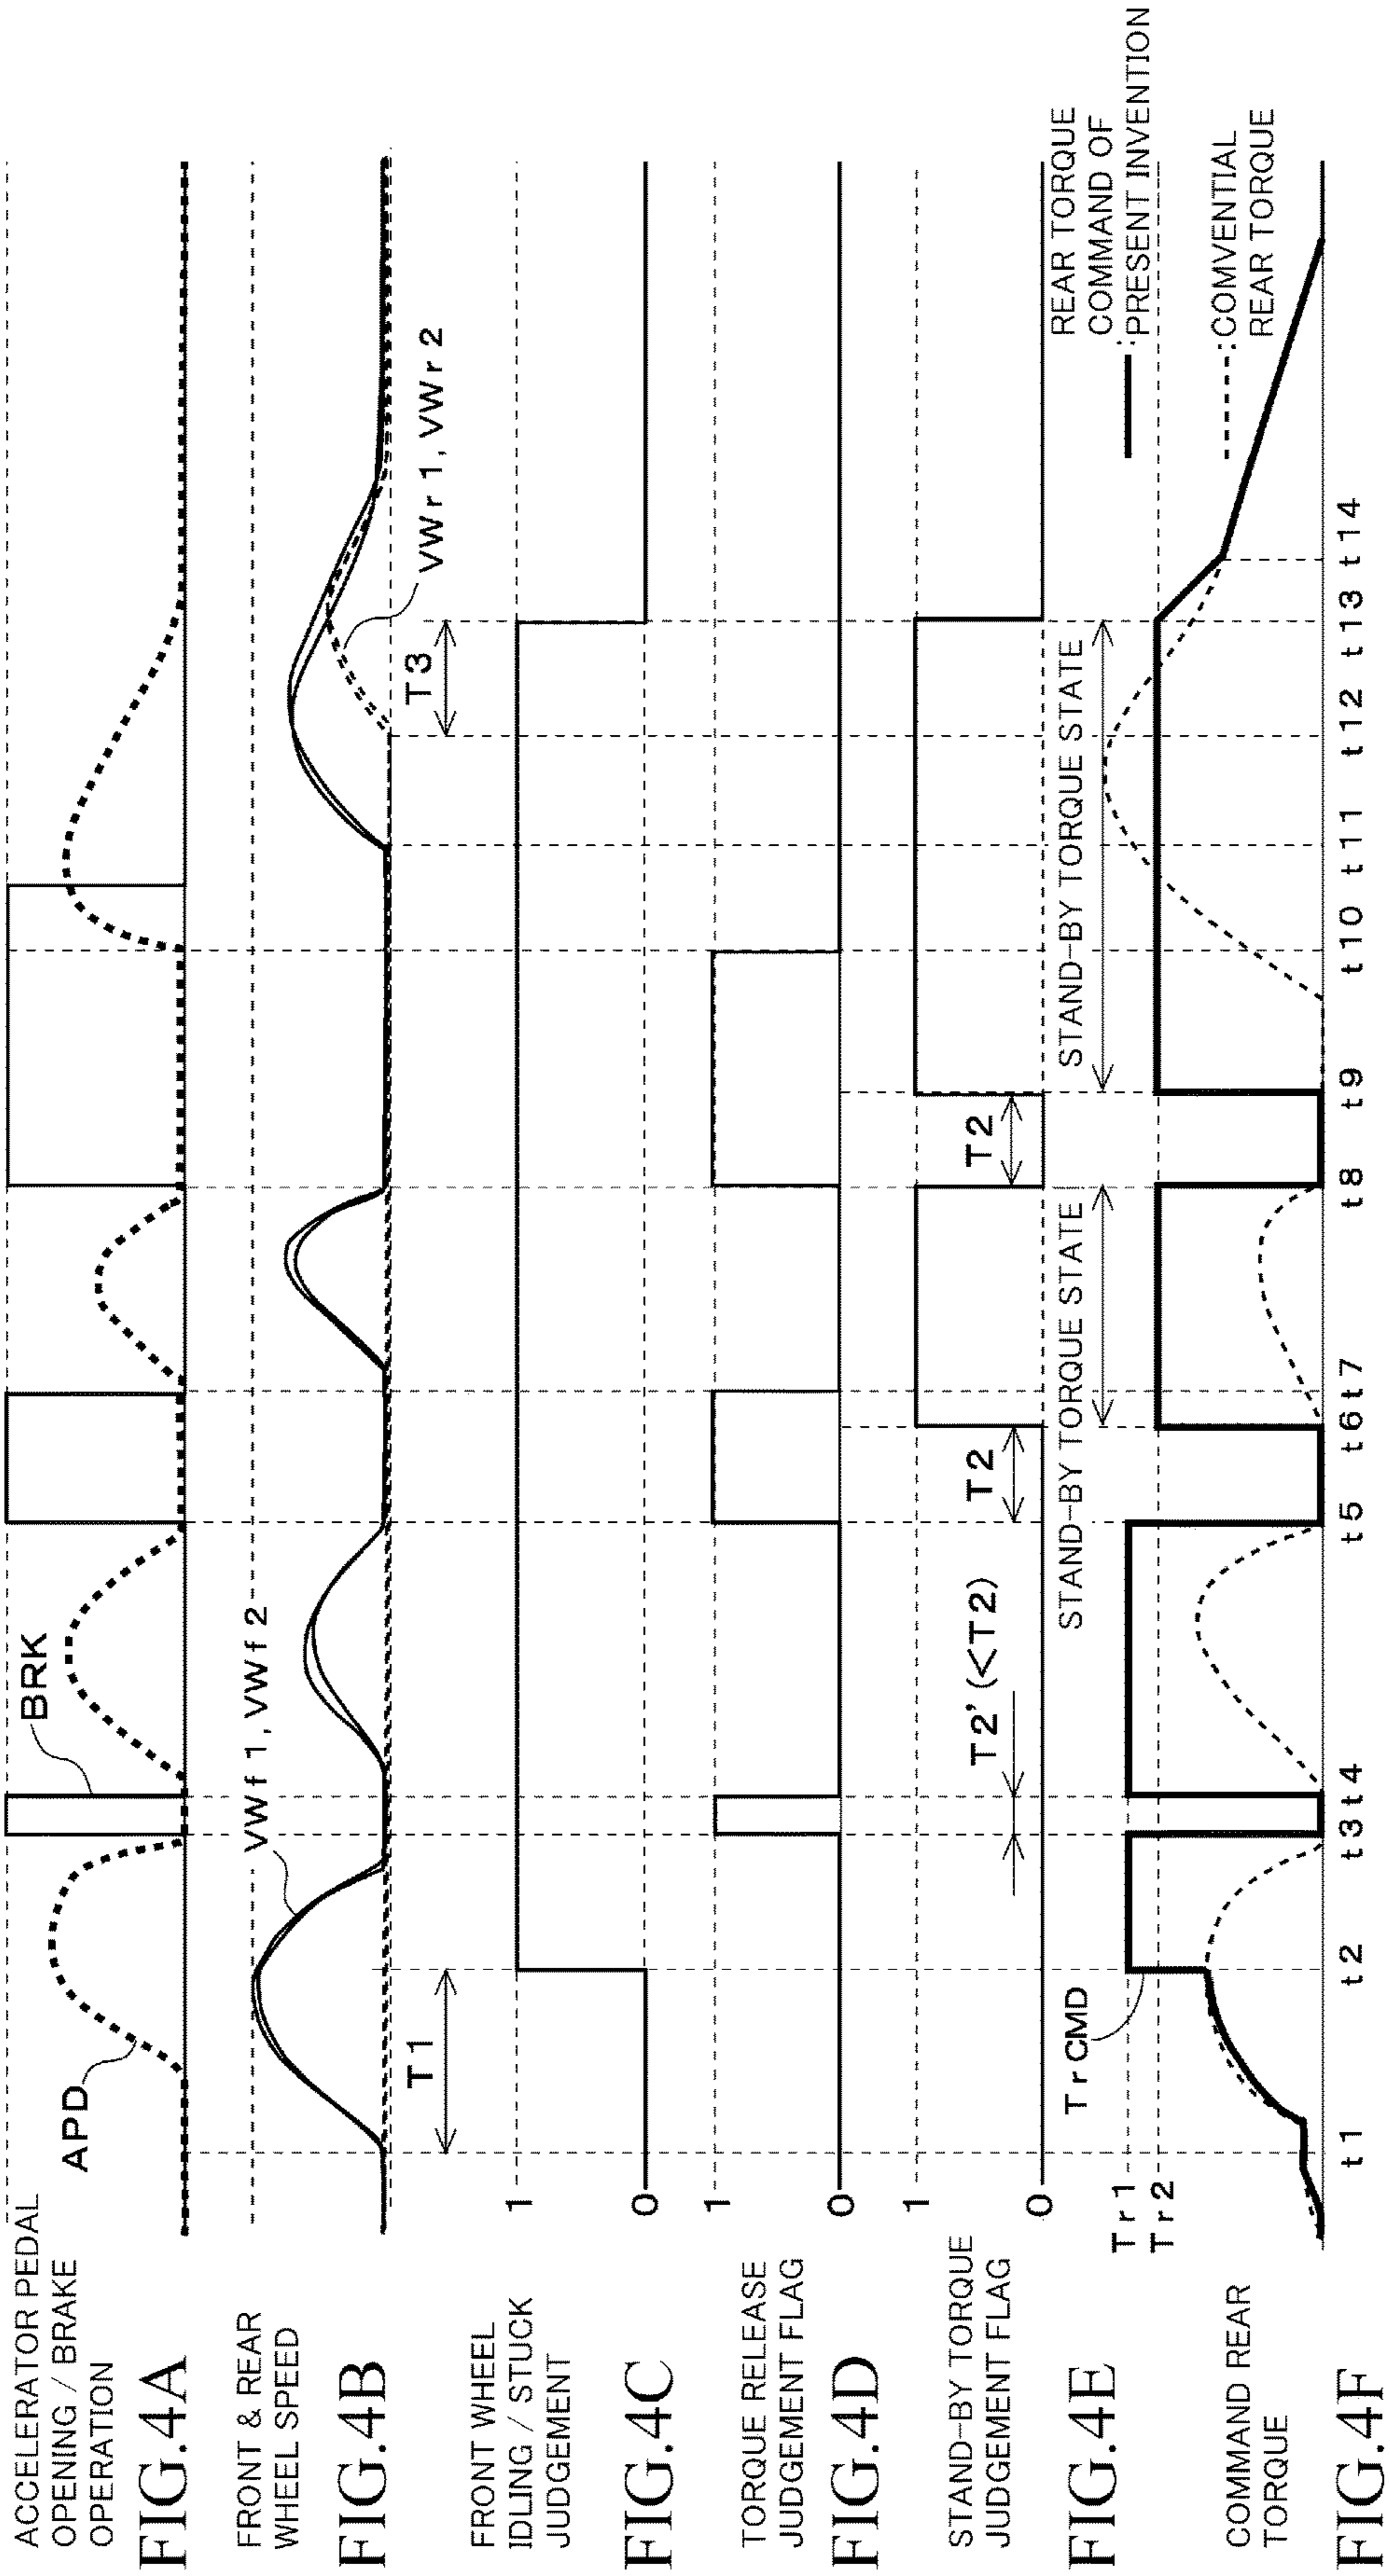 ACCELERATOR PEDAL
OPENING / BRAKE
OPERATION
FIG.4A
APD
BRK
FRONT & REAR
WHEEL SPEED
FIG.4B
VWf1, VWf2
VWr1, VWr2
T1
T3
FRONT WHEEL
IDLING / STUCK
JUDGEMENT
FIG.4C
1
0
TORQUE RELEASE
JUDGEMENT FLAG
FIG.4D
1
0
STAND-BY TORQUE
JUDGEMENT FLAG
FIG.4E
1
0
T2' (<T2)
T2
T2
STAND-BY TORQUE STATE
STAND-BY TORQUE STATE
REAR TORQUE
COMMAND OF
:PRESENT INVENTION
:COMVENTIAL
REAR TORQUE
COMMAND REAR
TORQUE
FIG.4F
Tr1
Tr2
TrCMD
t1 t2 t3 t4 t5 t6 t7 t8 t9 t10 t11 t12 t13 t14